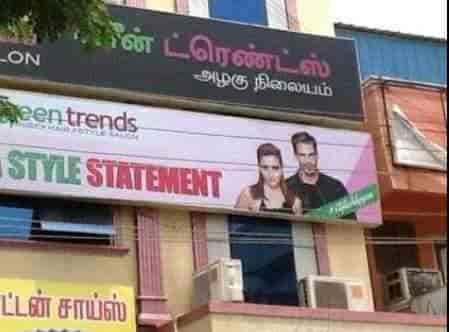 ட்ரெண்ட்ஸ்
LON
அழகு நிலையம்
een trends
STYLE STATEMENT
ட்டன் சாய்ஸ்